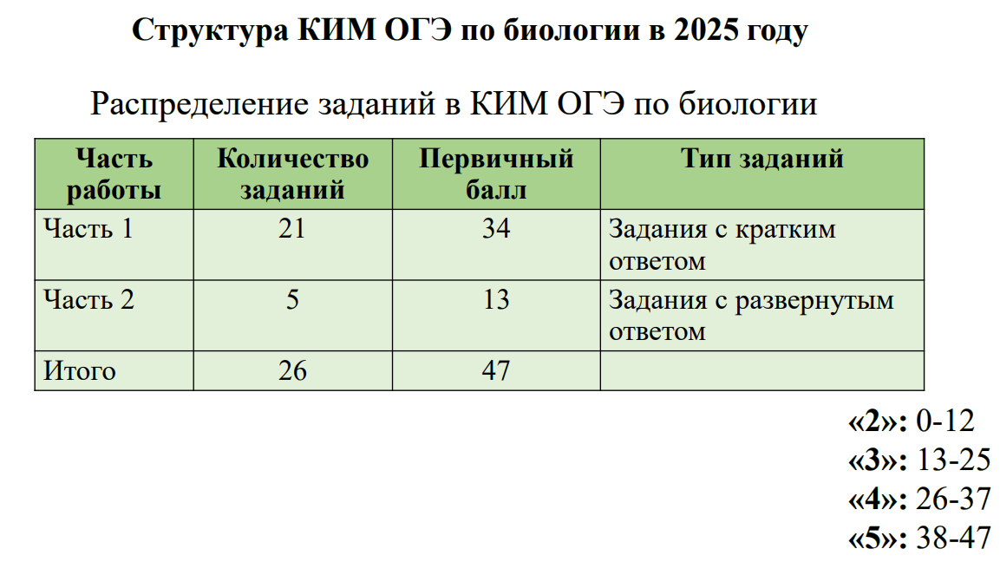 Структура КИМ ОГЭ по биологии в 2025 году
Распределение заданий в КИМ ОГЭ по биологии
Часть работы Количество заданий Первичный балл Тип заданий
Часть 1 21 34 Задания с кратким ответом
Часть 2 5 13 Задания с развернутым ответом
Итого 26 47
«2»: 0-12
«3»: 13-25
«4»: 26-37
«5»: 38-47